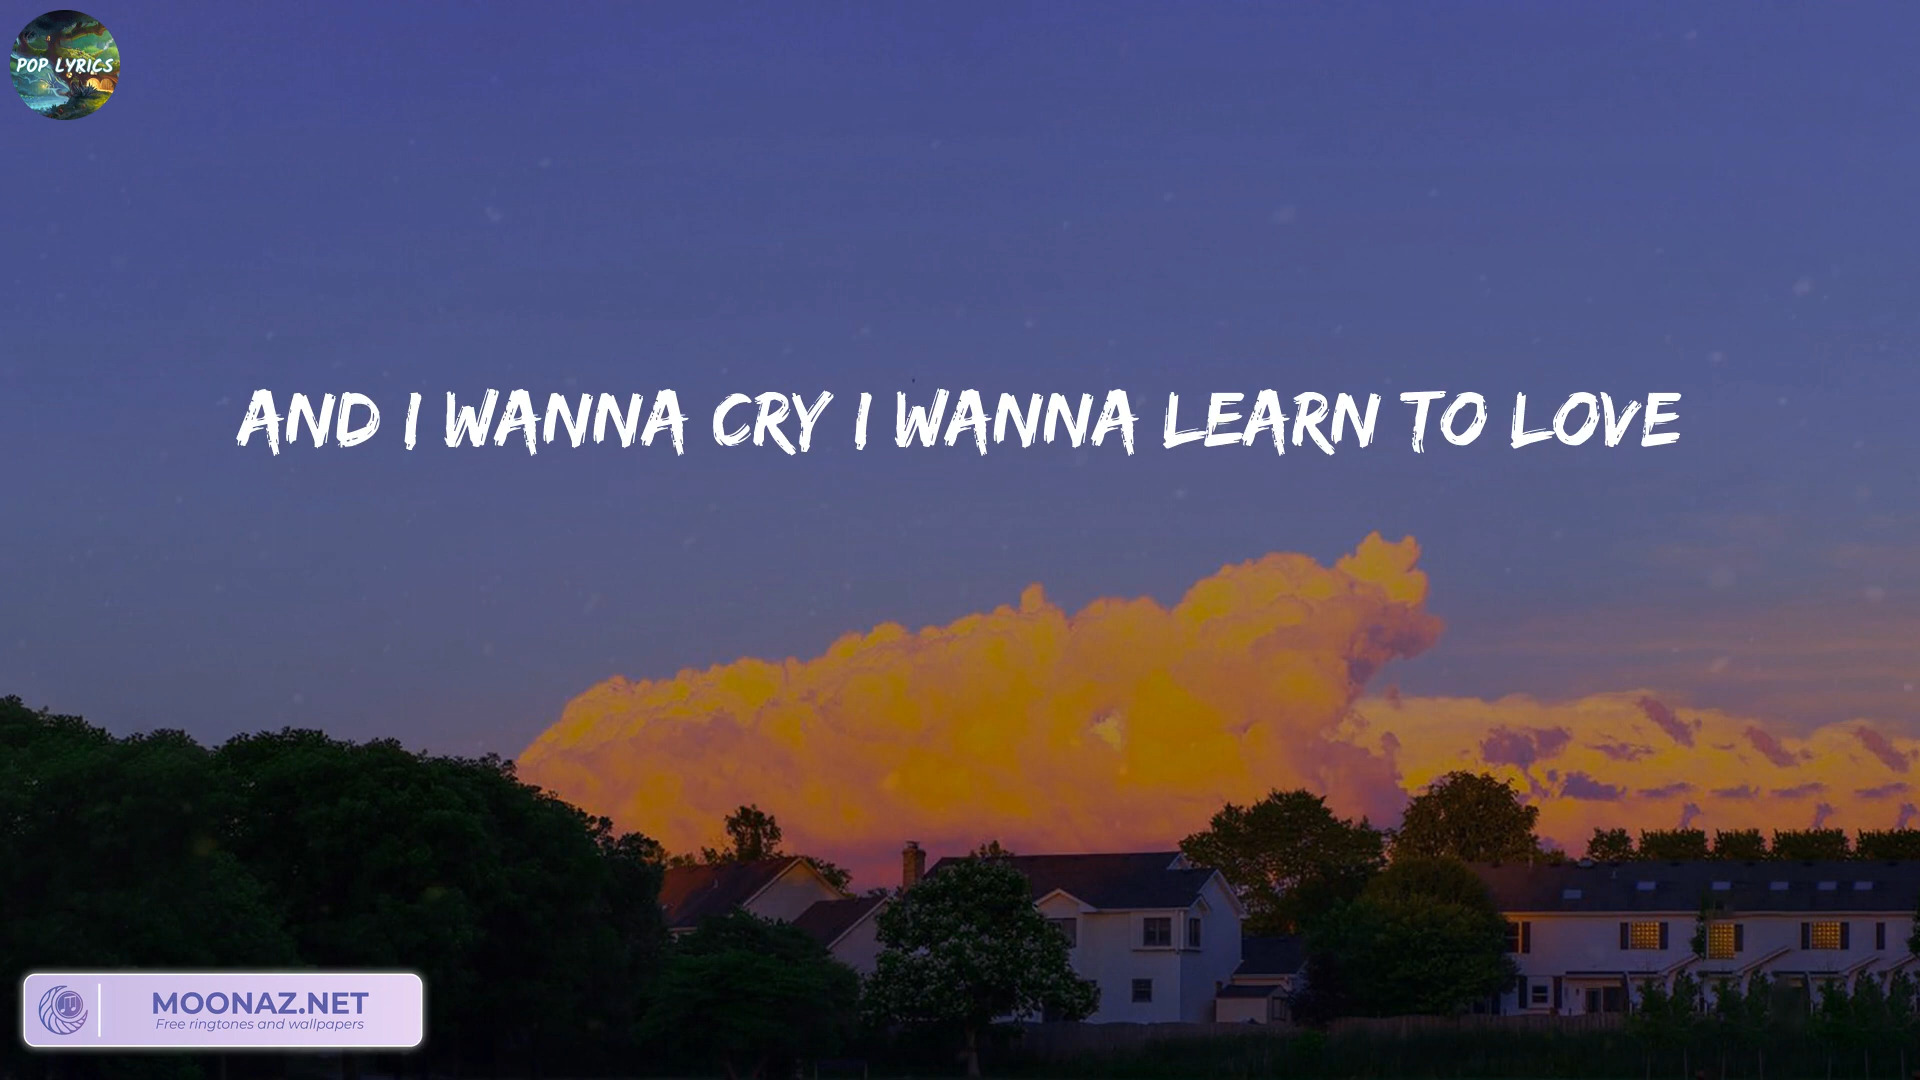 POP LYRICS
AND I WANNA CRY I WANNA LEARN TO LOVE
MOONAZ.NET
Free ringtones and wallpapers